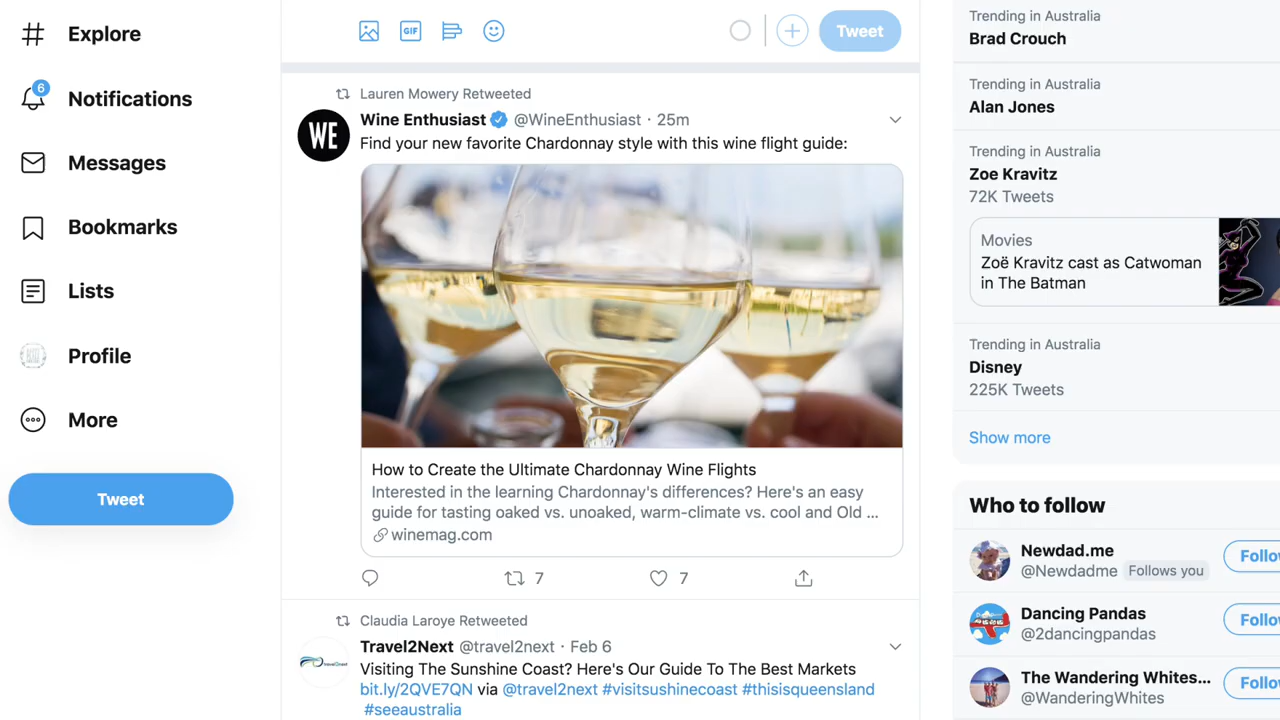 Explore
6
Notifications
Messages
Bookmarks
Lists
Profile
More
Tweet
GIF
Tweet
Lauren Mowery Retweeted
WE
Wine Enthusiast @WineEnthusiast · 25m
Find your new favorite Chardonnay style with this wine flight guide:
How to Create the Ultimate Chardonnay Wine Flights
Interested in the learning Chardonnay's differences? Here's an easy
guide for tasting oaked vs. unoaked, warm-climate vs. cool and Old ...
winemag.com
7
7
Claudia Laroye Retweeted
Travel2Next @travel2next · Feb 6
Visiting The Sunshine Coast? Here's Our Guide To The Best Markets
bit.ly/2QVE7QN via @travel2next #visitsushinecoast #thisisqueensland
#seeaustralia
Trending in Australia
Brad Crouch
Trending in Australia
Alan Jones
Trending in Australia
Zoe Kravitz
72K Tweets
Movies
Zoë Kravitz cast as Catwoman
in The Batman
Trending in Australia
Disney
225K Tweets
Show more
Who to follow
Newdad.me
@Newdadme Follows you
Follo
Dancing Pandas
@2dancingpandas
Follo
The Wandering Whites...
@WanderingWhites
Follo